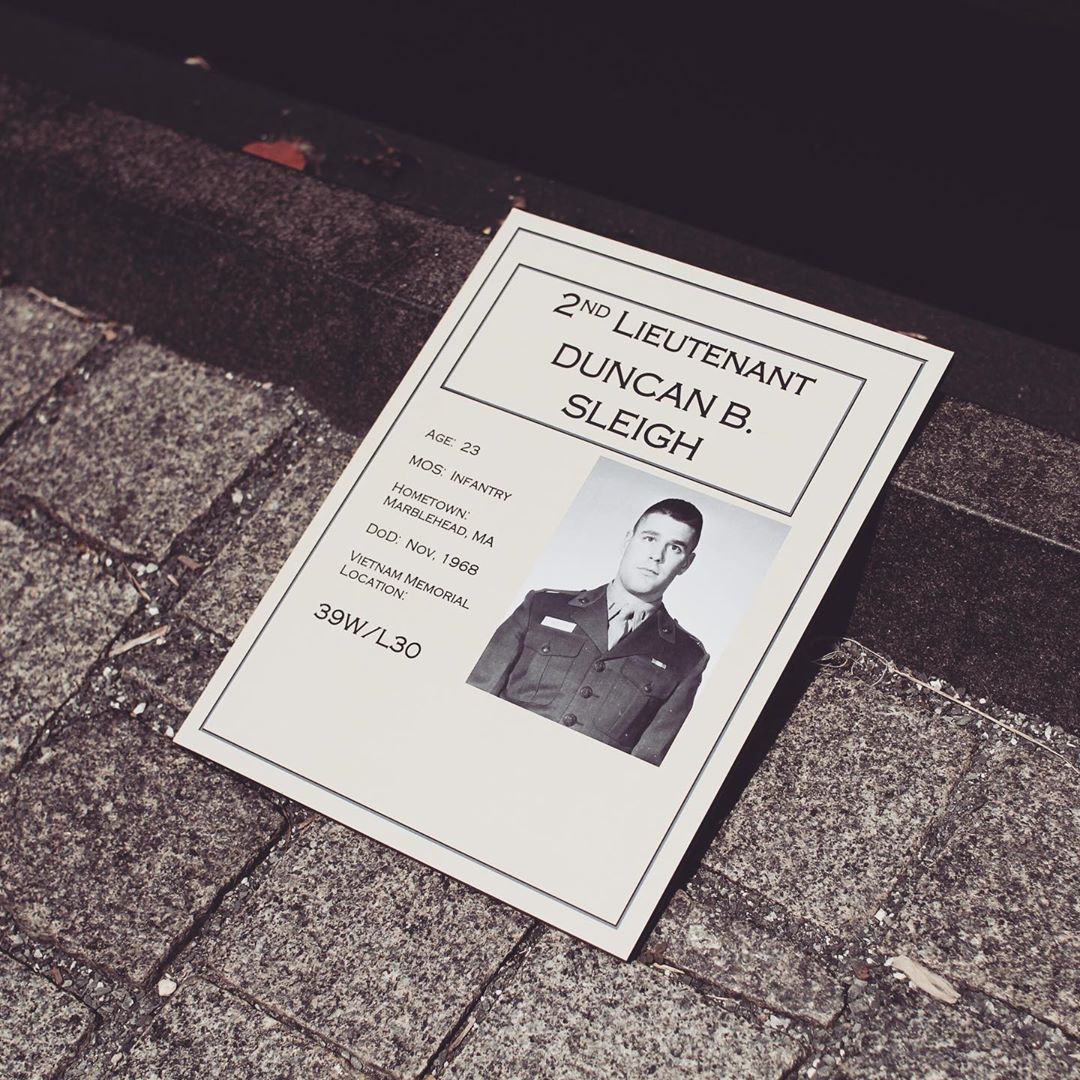 2ND LIEUTENANT
DUNCAN B.
SLEIGH
AGE: 23
MOS: INFANTRY
HOMETOWN:
MARBLEHEAD, MA
DOD: NOV, 1968
VIETNAM MEMORIAL
LOCATION:
39W/L30